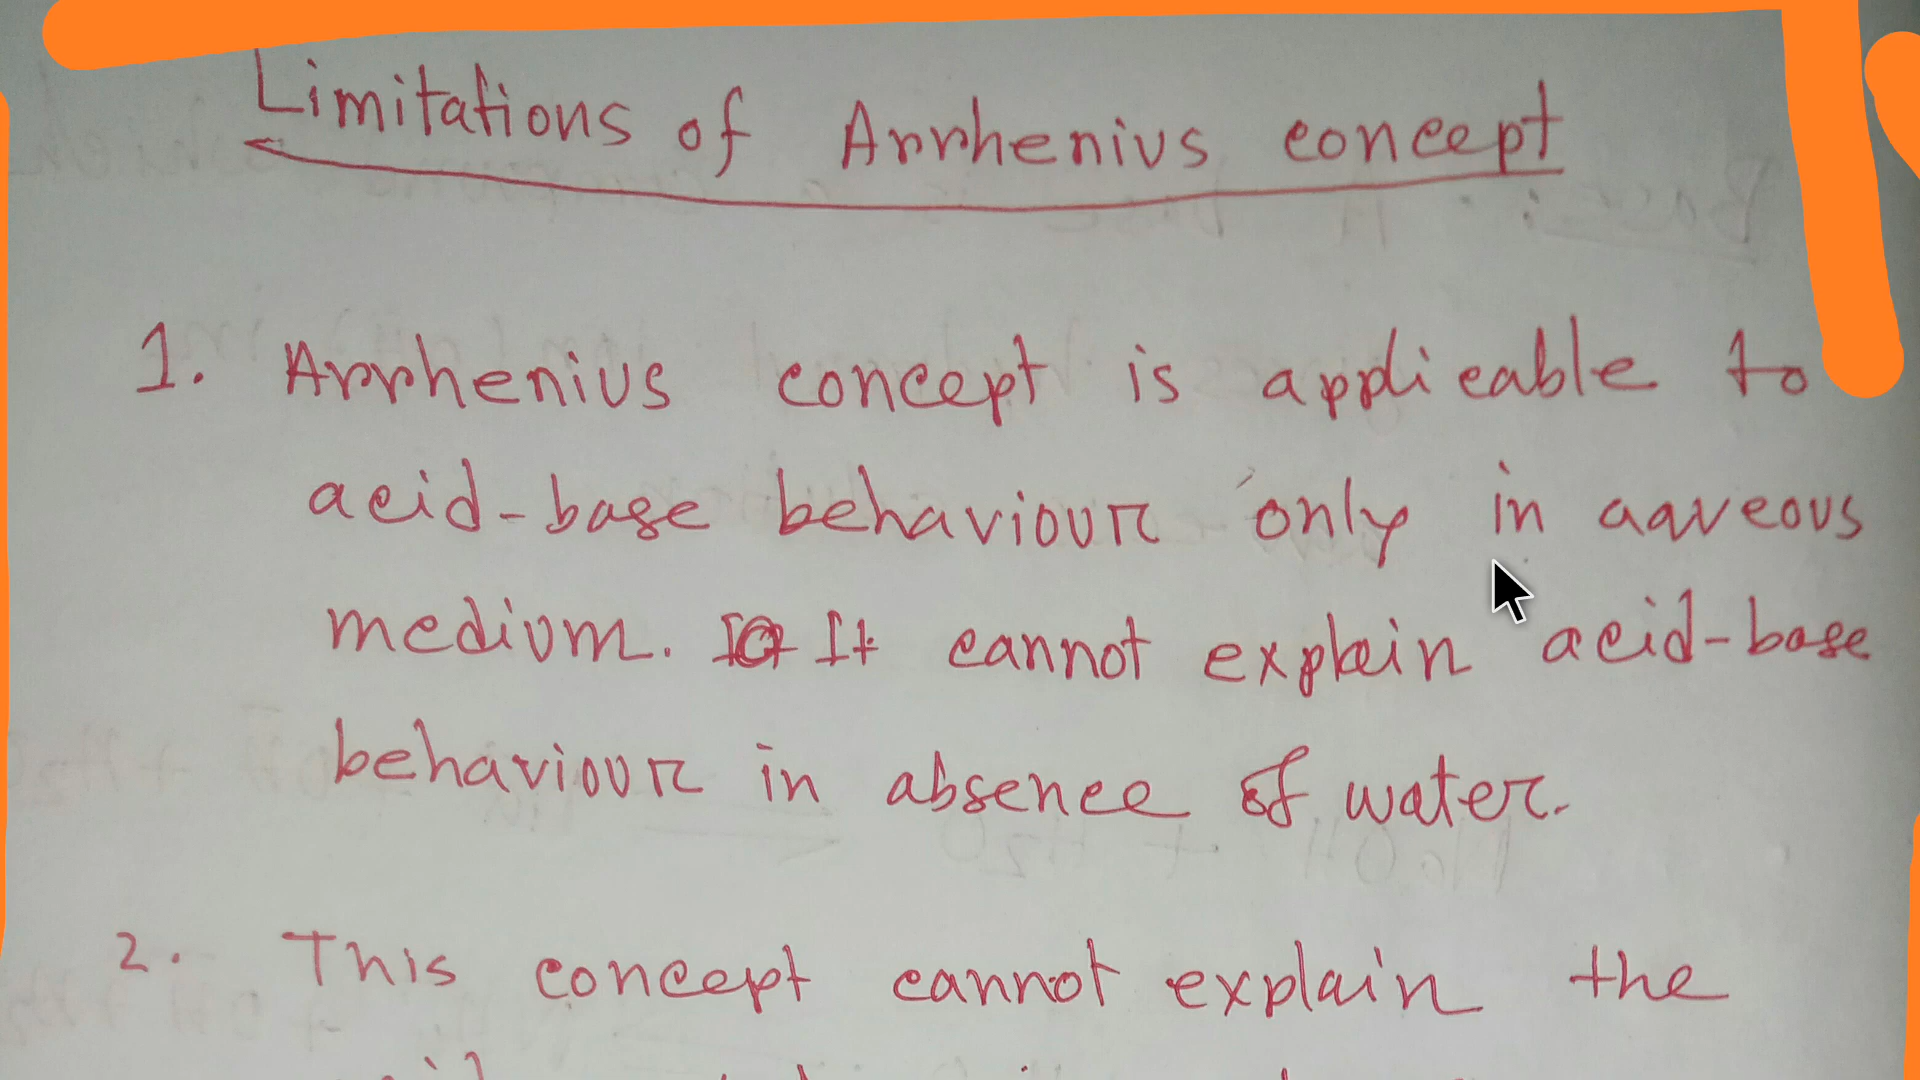 Limitations of Arrhenius concept
1. Arrhenius concept is applicable to
acid-base behaviour only in aqueous
medium. It cannot explain acid-base
behaviour in absence of water.
2. This concept cannot explain the